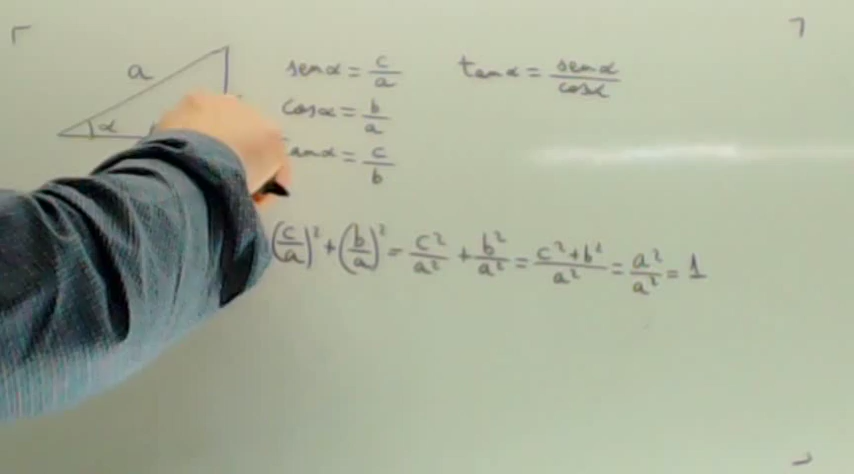 a
α
sen α = c/a
tan α = sen α/cos α
cos α = b/a
tan α = c/b
(c/a)² + (b/a)² = c²/a² + b²/a² = c²+b²/a² = a²/a² = 1